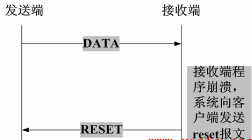 发送端
接收端
DATA
接收端程
序崩溃，
系统向客
户端发送
reset报文
RESET